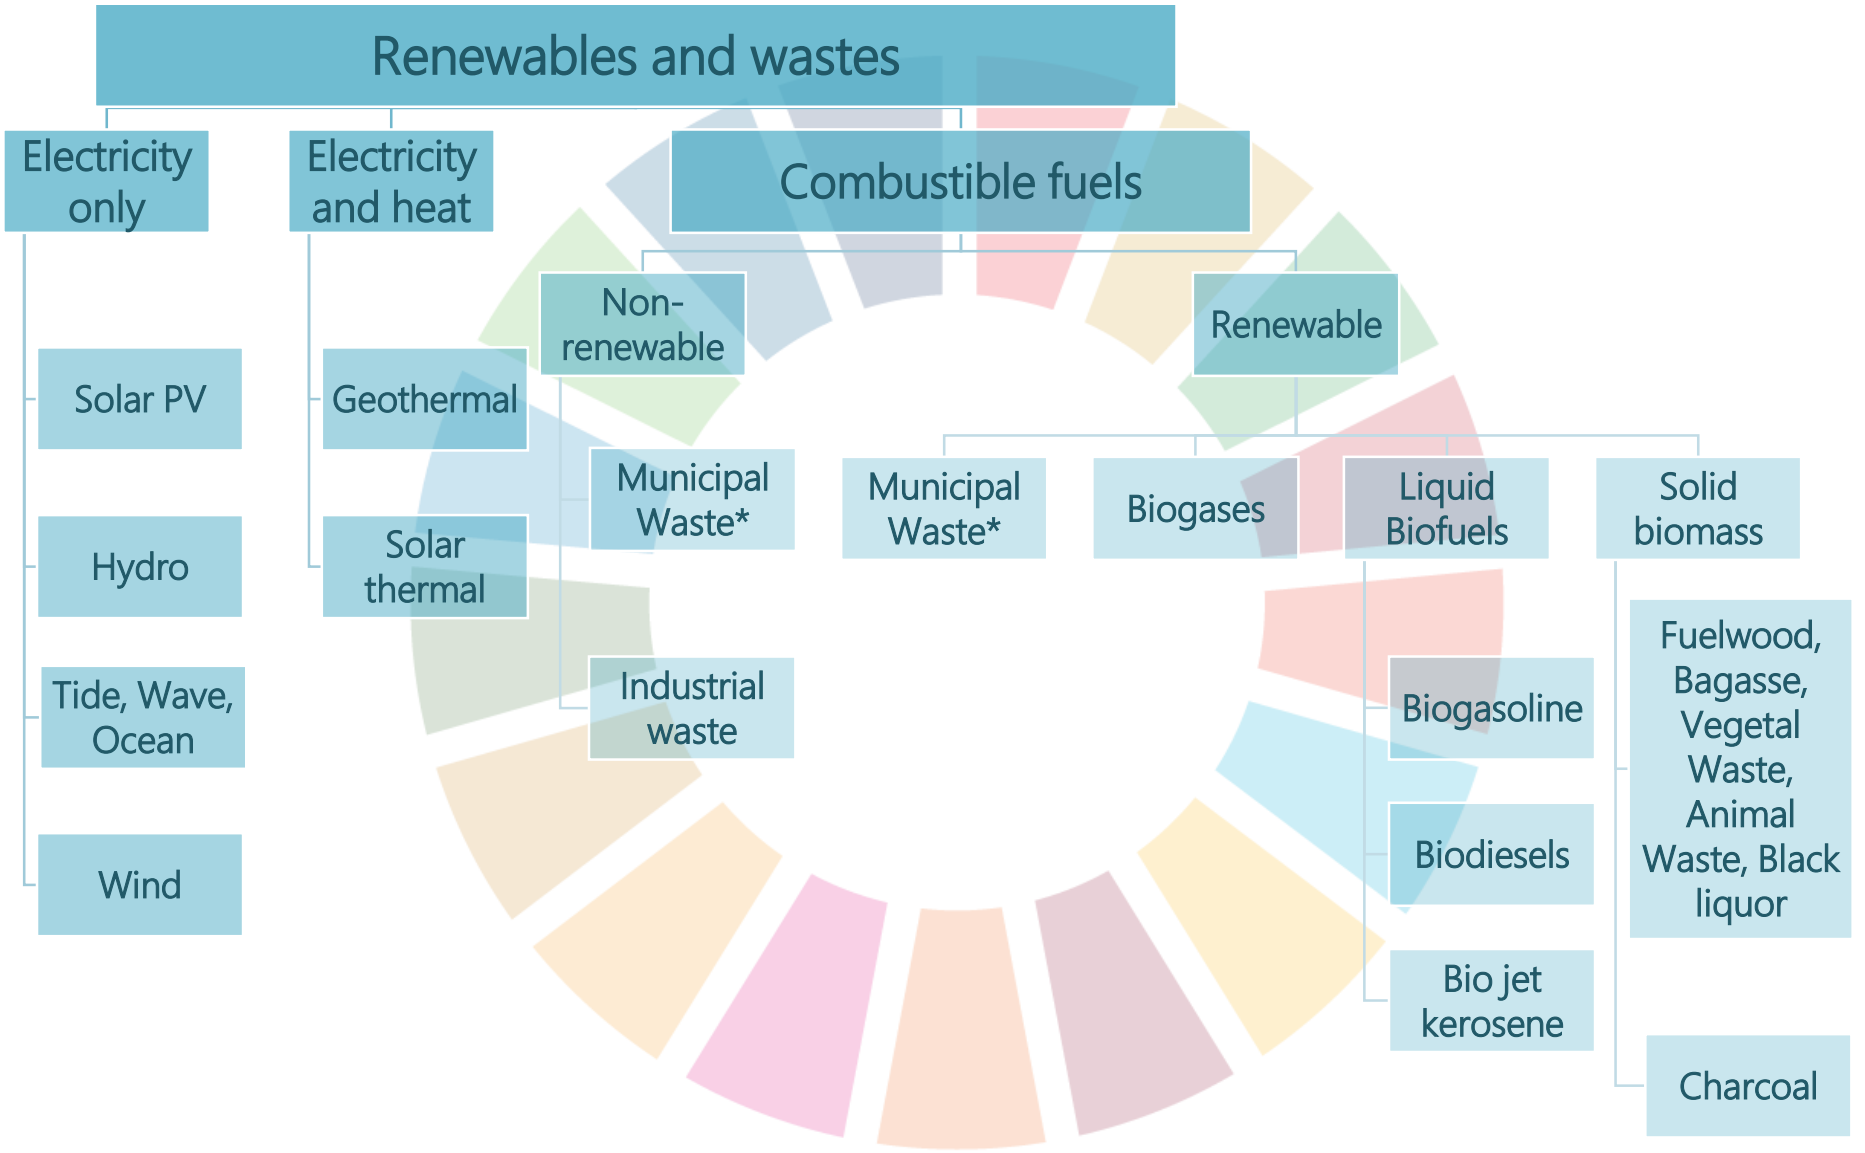 Renewables and wastes
Electricity
only
Electricity
and heat
Combustible fuels
Non-
renewable
Renewable
Solar PV
Geothermal
Municipal
Waste*
Municipal
Waste*
Biogases
Liquid
Biofuels
Solid
biomass
Hydro
Solar
thermal
Tide, Wave,
Ocean
Industrial
waste
Biogasoline
Fuelwood,
Bagasse,
Vegetal
Waste,
Animal
Waste, Black
liquor
Wind
Biodiesels
Bio jet
kerosene
Charcoal